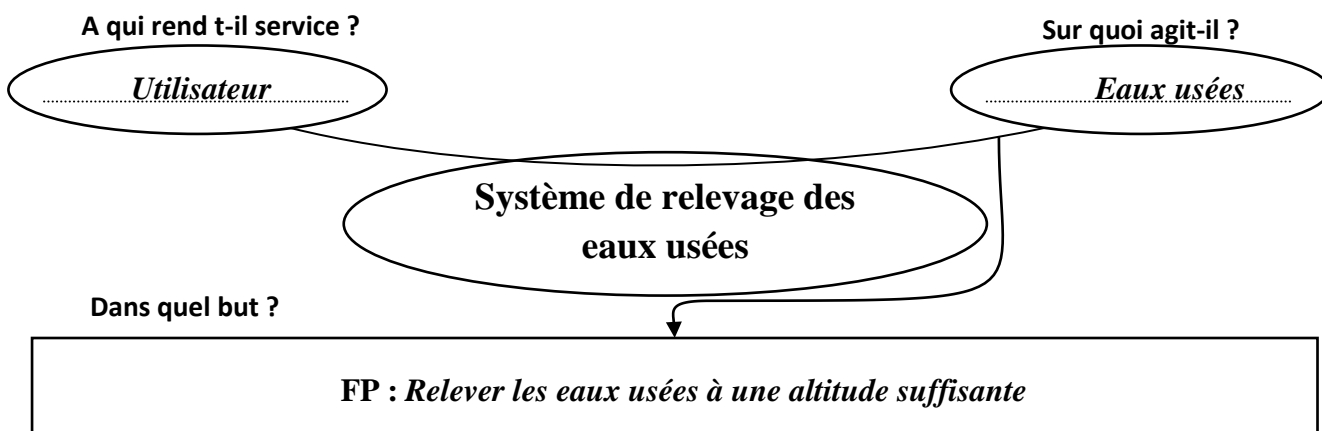 A qui rend t-il service ?
Sur quoi agit-il ?
Utilisateur
Eaux usées
Système de relevage des
eaux usées
Dans quel but ?
FP : Relever les eaux usées à une altitude suffisante